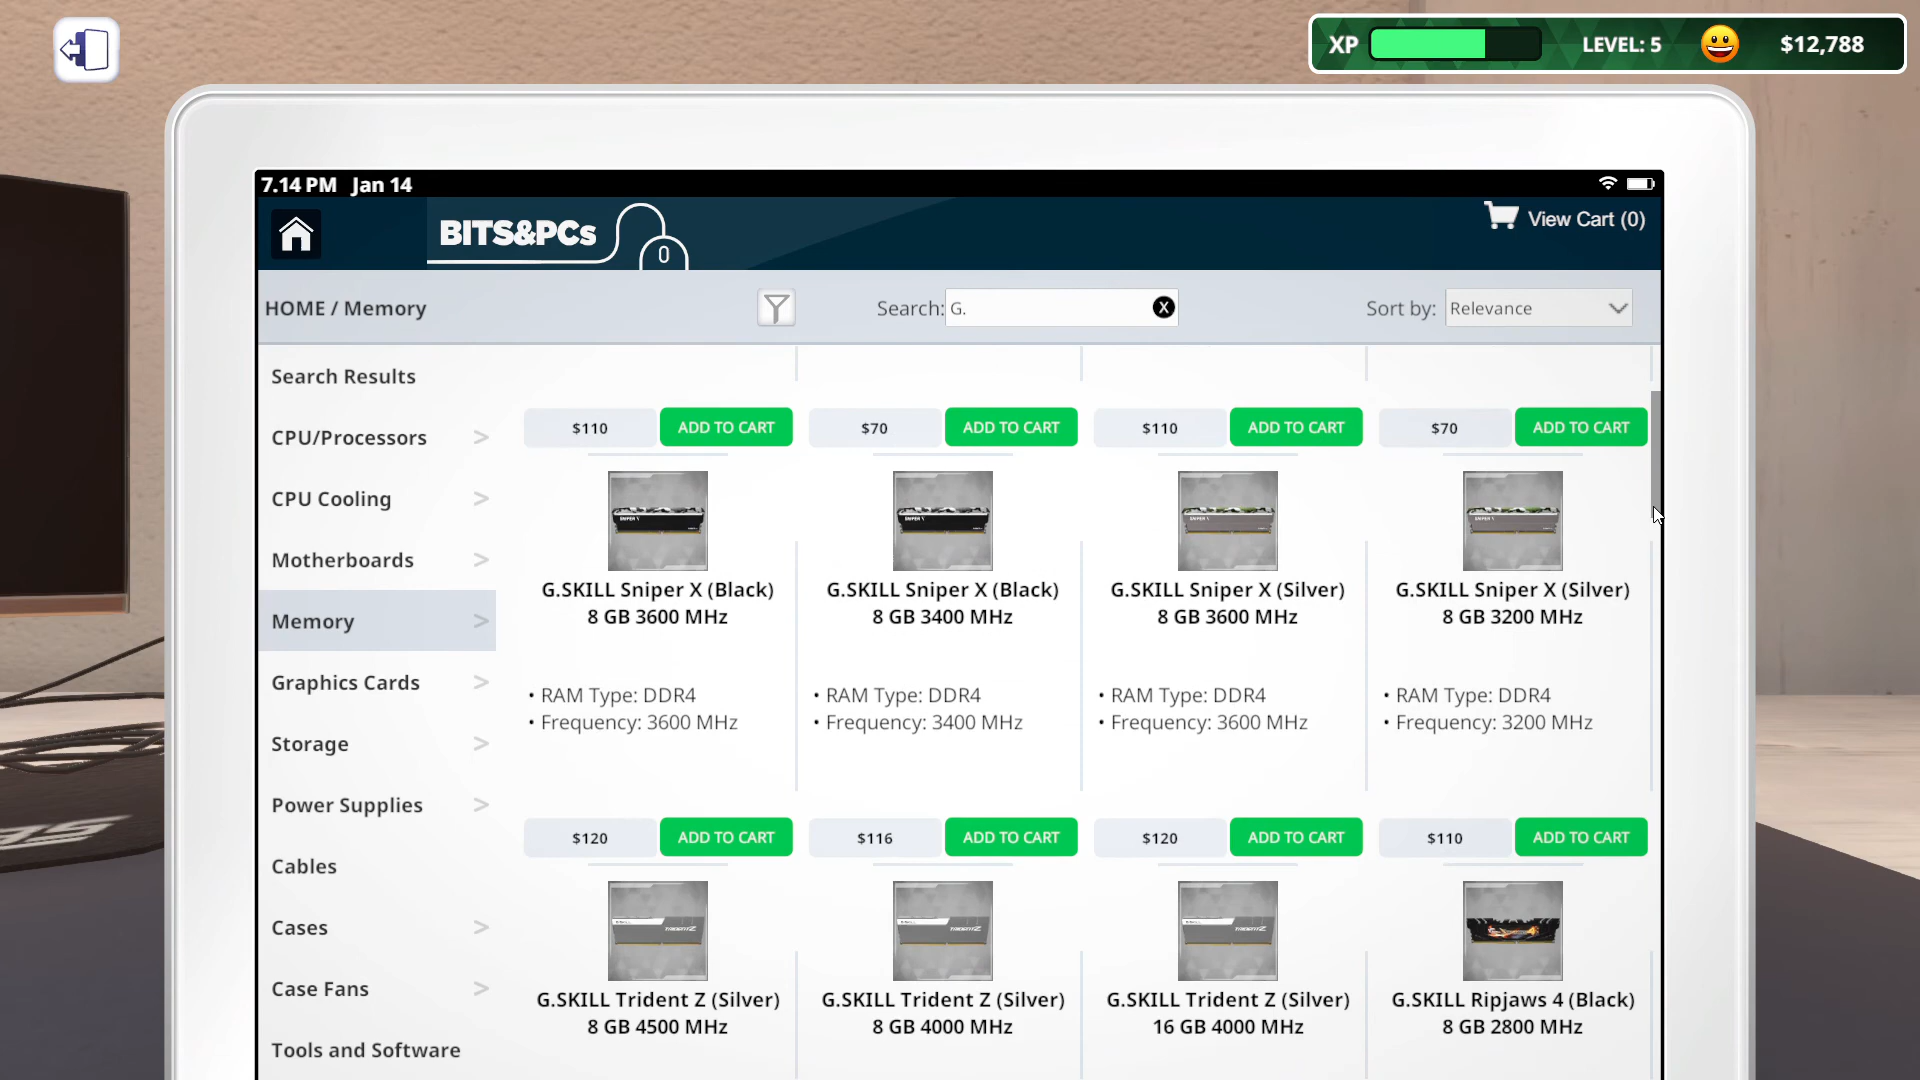 XP LEVEL: 5 $12,788
7.14 PM Jan 14
BITS&PCs
0
View Cart (0)
HOME / Memory
Search: G. X
Sort by: Relevance
Search Results
CPU/Processors >
CPU Cooling >
Motherboards >
Memory >
Graphics Cards >
Storage >
Power Supplies >
Cables
Cases >
Case Fans >
Tools and Software
$110 ADD TO CART $70 ADD TO CART $110 ADD TO CART $70 ADD TO CART
SNIPER X SNIPER X SNIPER X SNIPER X
G.SKILL Sniper X (Black)
8 GB 3600 MHz
• RAM Type: DDR4
• Frequency: 3600 MHz
G.SKILL Sniper X (Black)
8 GB 3400 MHz
• RAM Type: DDR4
• Frequency: 3400 MHz
G.SKILL Sniper X (Silver)
8 GB 3600 MHz
• RAM Type: DDR4
• Frequency: 3600 MHz
G.SKILL Sniper X (Silver)
8 GB 3200 MHz
• RAM Type: DDR4
• Frequency: 3200 MHz
$120 ADD TO CART $116 ADD TO CART $120 ADD TO CART $110 ADD TO CART
TRIDENTZ TRIDENTZ TRIDENTZ
G.SKILL Trident Z (Silver)
8 GB 4500 MHz
G.SKILL Trident Z (Silver)
8 GB 4000 MHz
G.SKILL Trident Z (Silver)
16 GB 4000 MHz
G.SKILL Ripjaws 4 (Black)
8 GB 2800 MHz